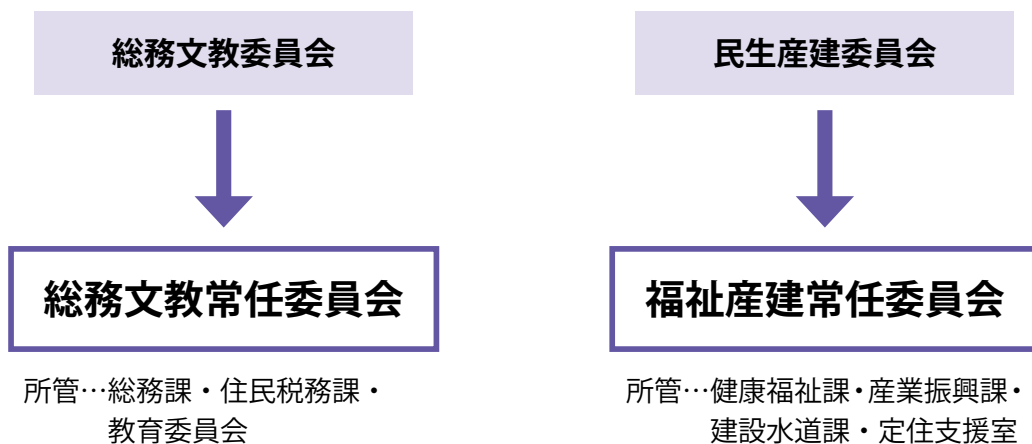 総務文教委員会
民生産建委員会
総務文教常任委員会
福祉産建常任委員会
所管…総務課・住民税務課・
教育委員会
所管…健康福祉課・産業振興課・
建設水道課・定住支援室